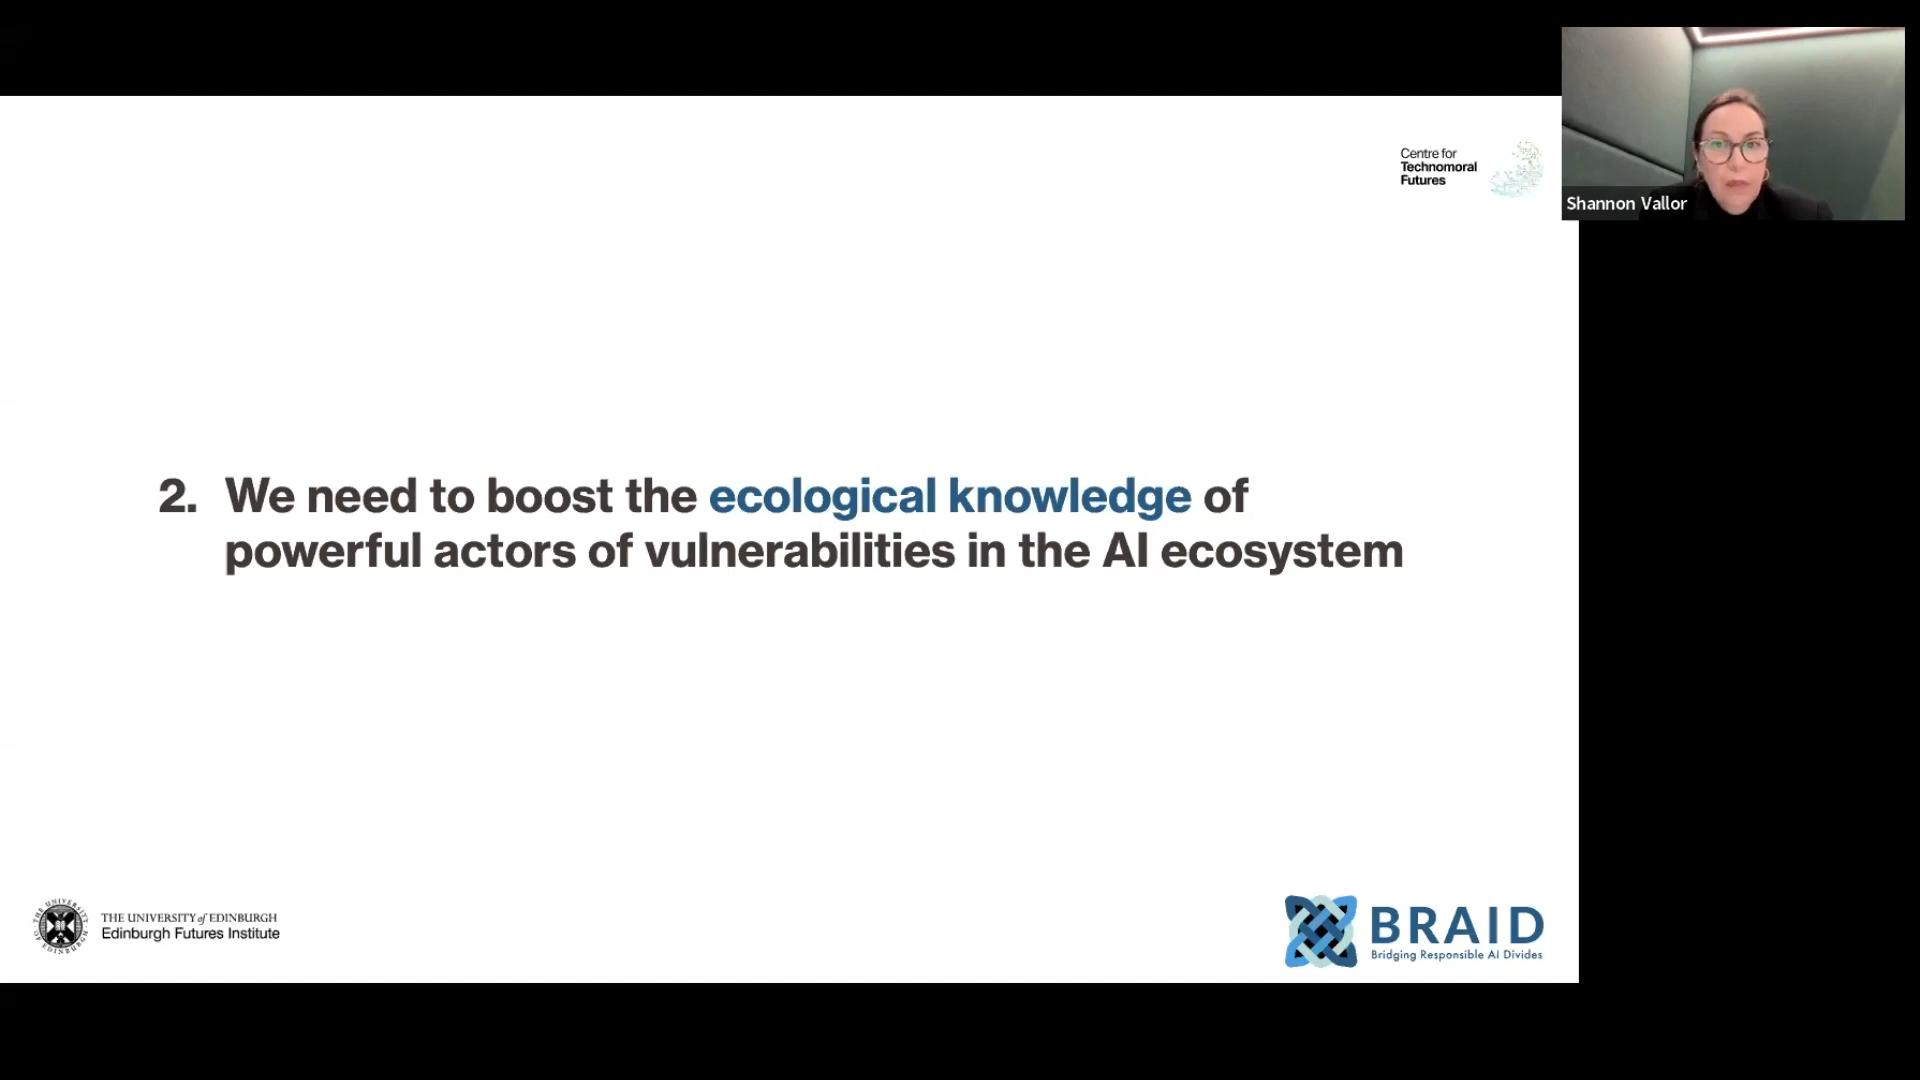 Centre for
Technomoral
Futures
Shannon Vallor
2. We need to boost the ecological knowledge of
powerful actors of vulnerabilities in the AI ecosystem
THE UNIVERSITY of EDINBURGH
Edinburgh Futures Institute
BRAID
Bridging Responsible AI Divides